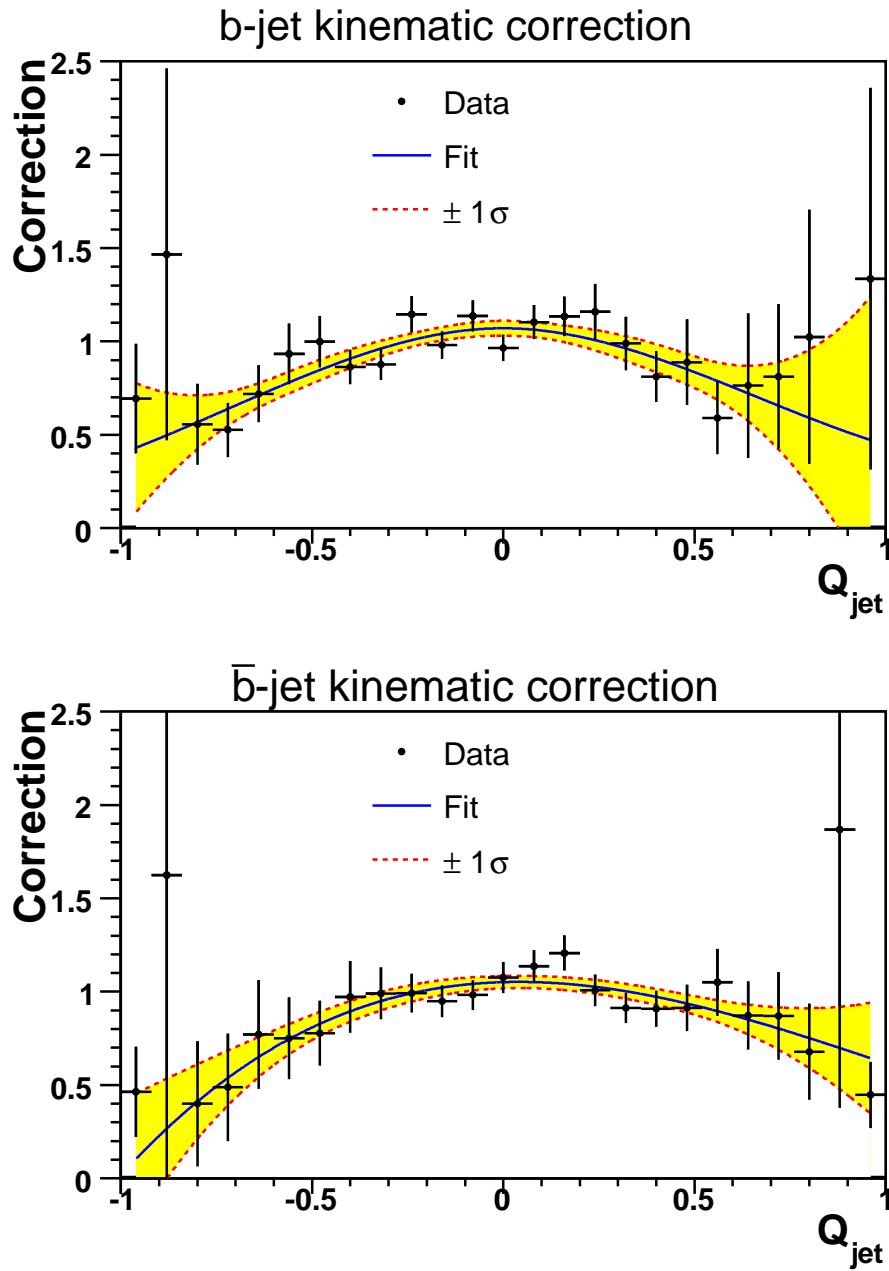 b-jet kinematic correction
Correction
2.5
2
1.5
1
0.5
0
Data
Fit
± 1σ
-1
-0.5
0
0.5
1
Q_jet
b̅-jet kinematic correction
Correction
2.5
2
1.5
1
0.5
0
Data
Fit
± 1σ
-1
-0.5
0
0.5
1
Q_jet